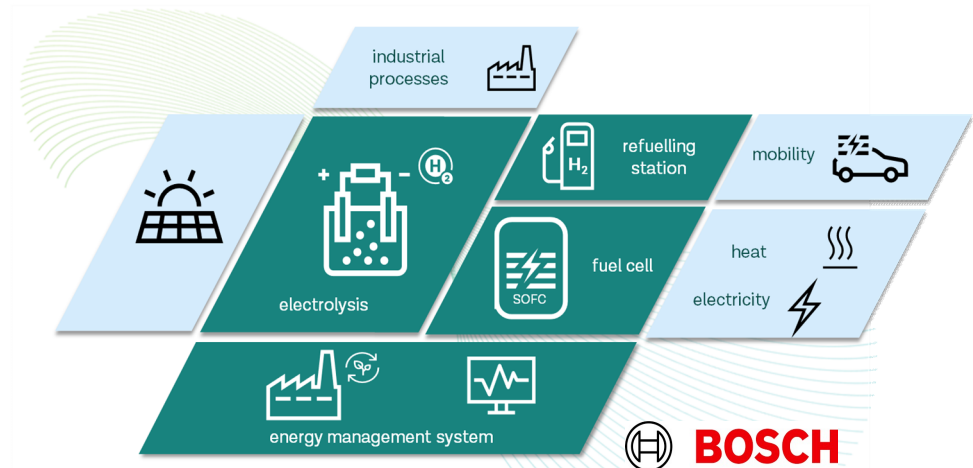 industrial
processes
+ −
H2
electrolysis
H2
refuelling
station
mobility
SOFC
fuel cell
heat
electricity
energy management system
BOSCH